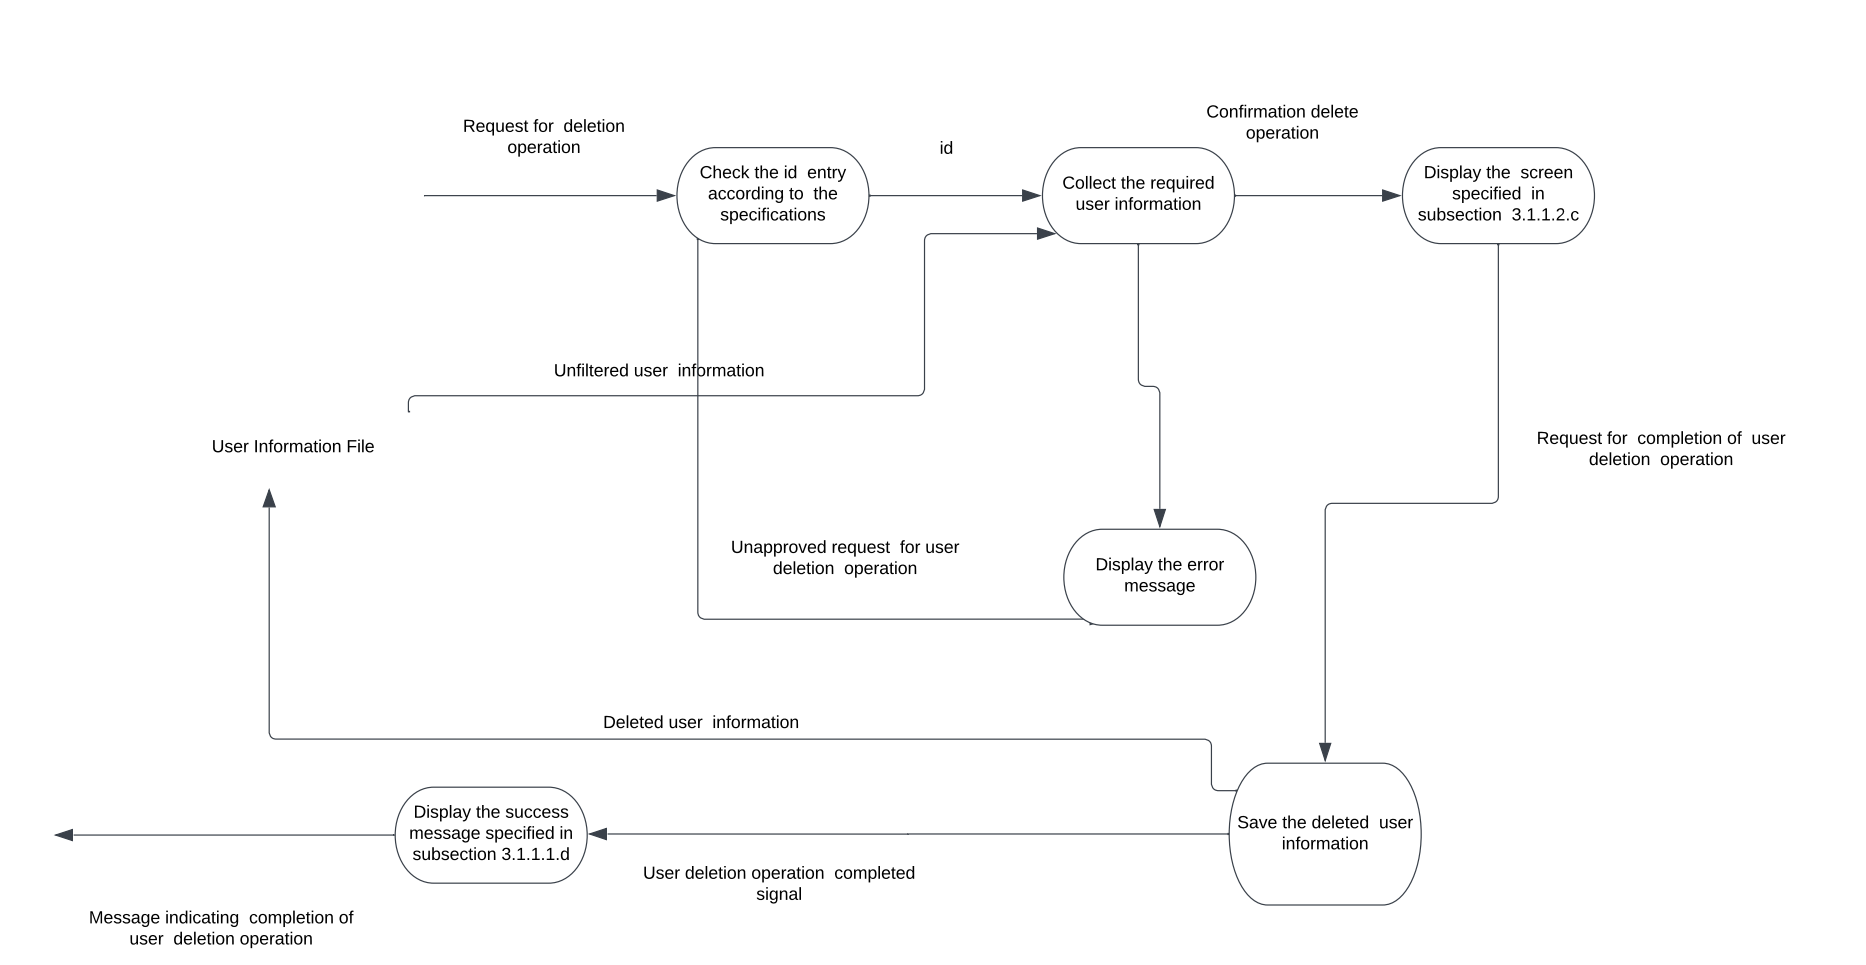 Confirmation delete
operation
Request for deletion
operation
id
Check the id entry
according to the
specifications
Collect the required
user information
Display the screen
specified in
subsection 3.1.1.2.c
Unfiltered user information
User Information File
Request for completion of user
deletion operation
Unapproved request for user
deletion operation
Display the error
message
Deleted user information
Display the success
message specified in
subsection 3.1.1.1.d
Save the deleted user
information
User deletion operation completed
signal
Message indicating completion of
user deletion operation